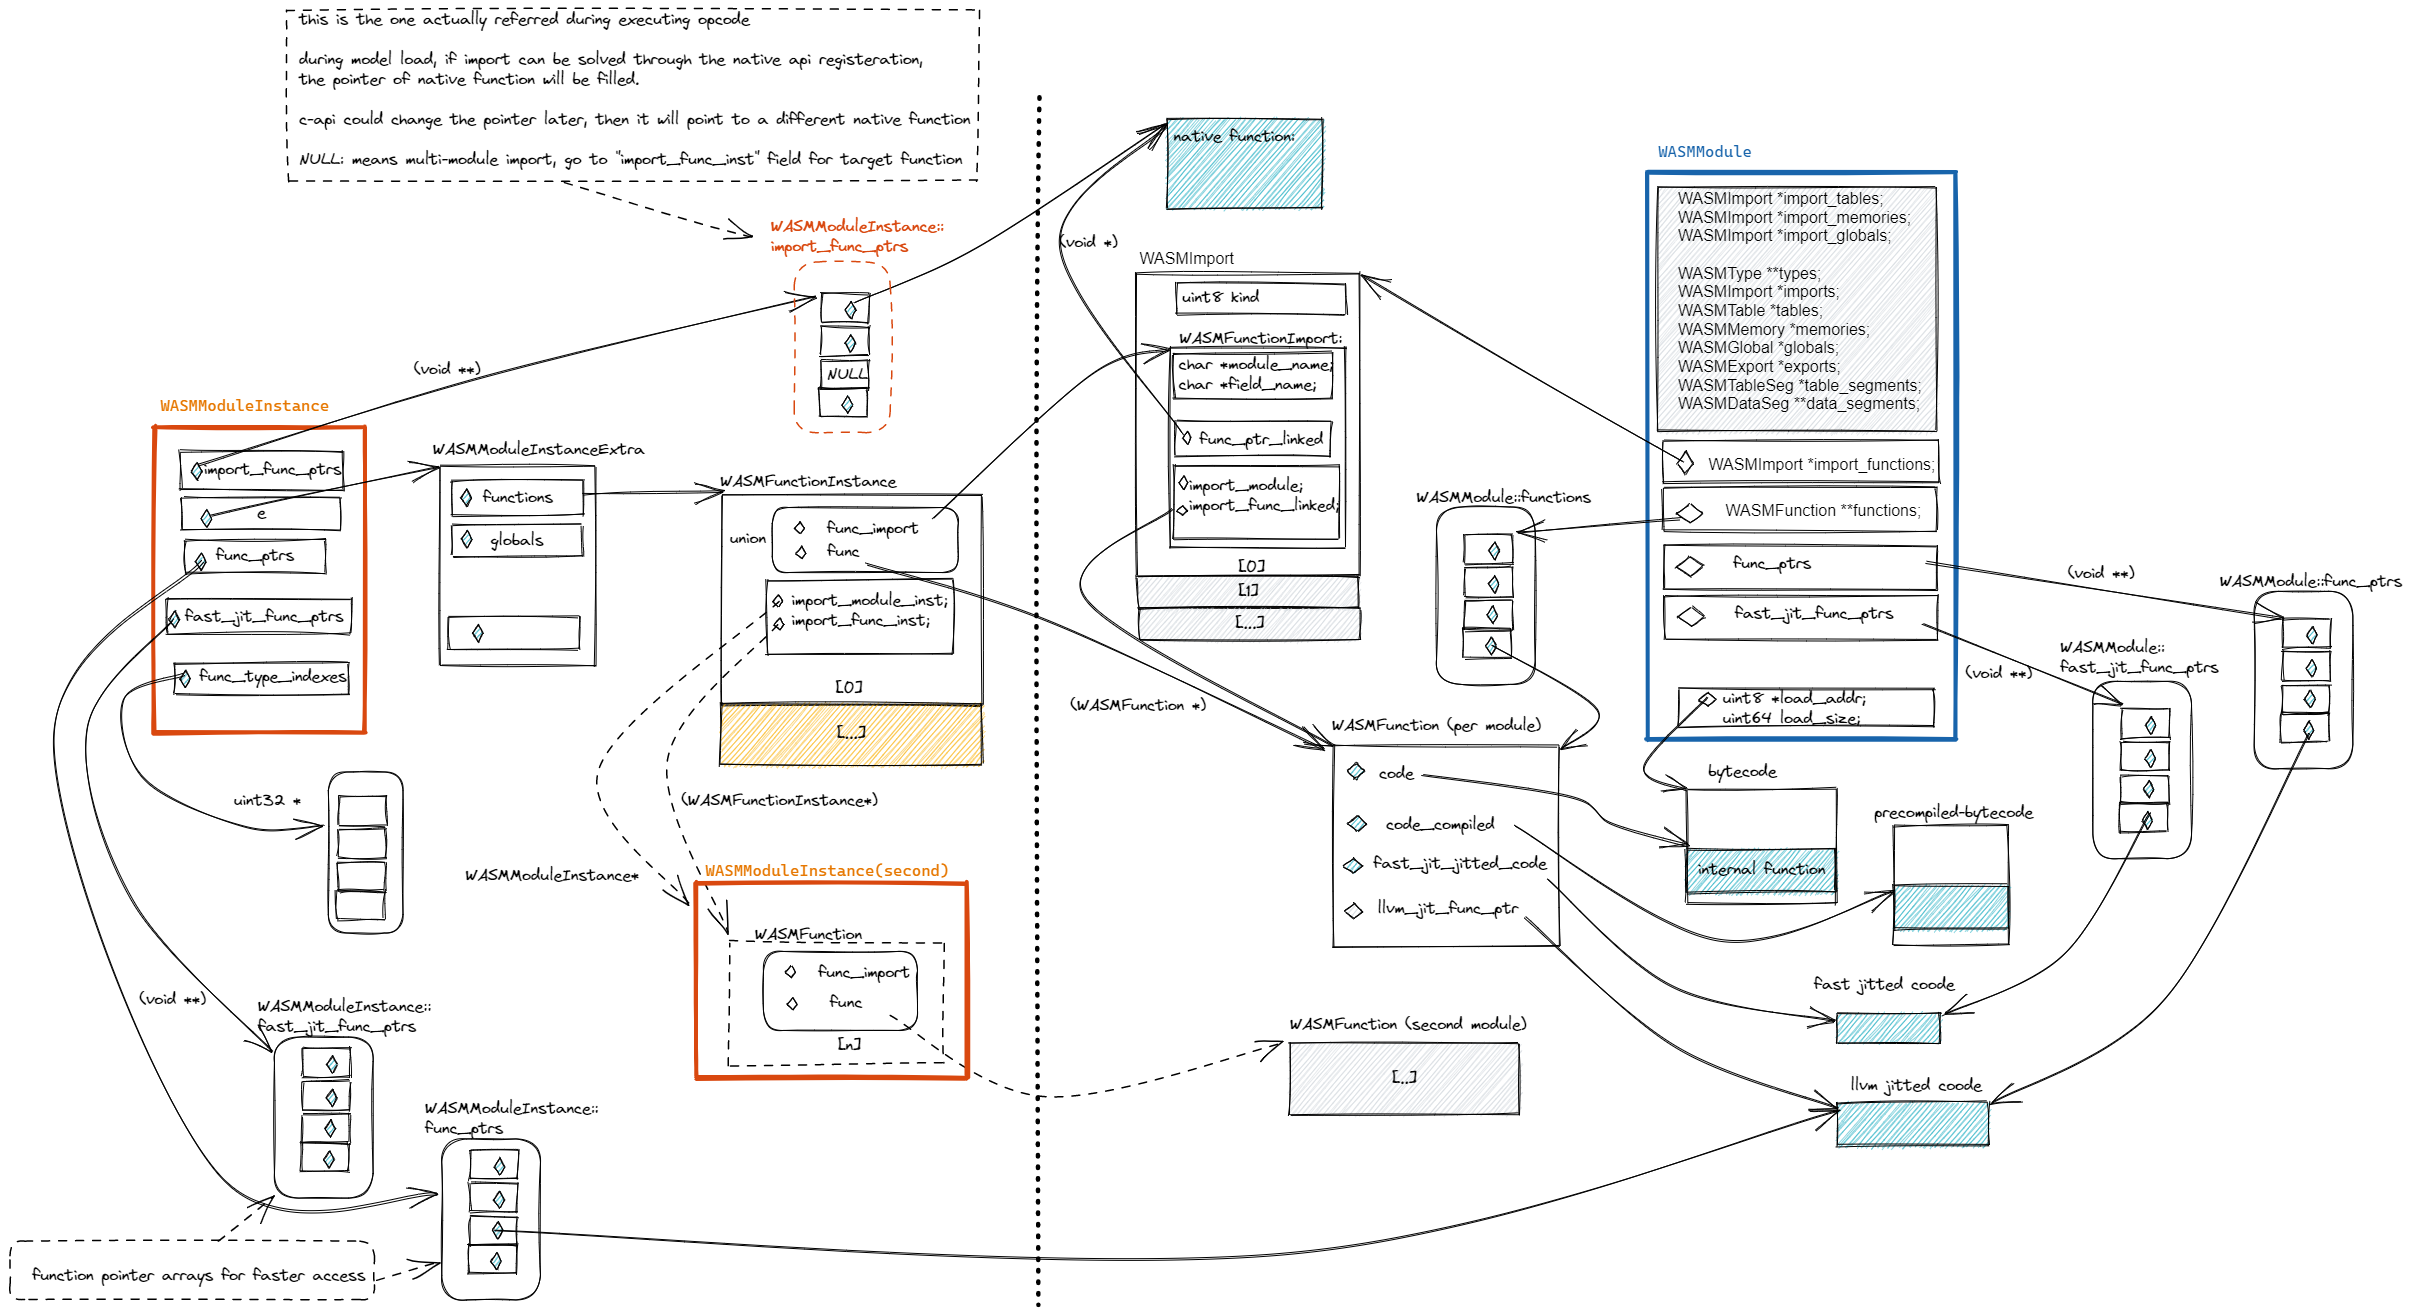 this is the one actually referred during executing opcode
during model load, if import can be solved through the native api registeration,
the pointer of native function will be filled.
c-api could change the pointer later, then it will point to a different native function
NULL: means multi-module import, go to "import_func_inst" field for target function
WASMModuleInstance::
import_func_ptrs
NULL
(void **)
WASMModuleInstance
import_func_ptrs
e
func_ptrs
fast_jit_func_ptrs
func_type_indexes
WASMModuleInstanceExtra
functions
globals
WASMFunctionInstance
union
func_import
func
import_module_inst;
import_func_inst;
[0]
[...]
uint32 *
(WASMFunctionInstance*)
WASMModuleInstance*
WASMModuleInstance(second)
WASMFunction
func_import
func
[n]
(void **)
WASMModuleInstance::
fast_jit_func_ptrs
WASMModuleInstance::
func_ptrs
function pointer arrays for faster access
native function:
(void *)
WASMImport
uint8 kind
WASMFunctionImport:
char *module_name;
char *field_name;
func_ptr_linked
import_module;
import_func_linked;
[0]
[1]
[...]
(WASMFunction *)
WASMModule::functions
WASMFunction (per module)
code
code_compiled
fast_jit_jitted_code
llvm_jit_func_ptr
WASMFunction (second module)
[..]
WASMModule
WASMImport *import_tables;
WASMImport *import_memories;
WASMImport *import_globals;
WASMType **types;
WASMImport *imports;
WASMTable *tables;
WASMMemory *memories;
WASMGlobal *globals;
WASMExport *exports;
WASMTableSeg *table_segments;
WASMDataSeg **data_segments;
WASMImport *import_functions;
WASMFunction **functions;
func_ptrs
fast_jit_func_ptrs
uint8 *load_addr;
uint64 load_size;
(void **)
WASMModule::func_ptrs
WASMModule::
fast_jit_func_ptrs
(void **)
bytecode
internal function
precompiled-bytecode
fast jitted coode
llvm jitted coode